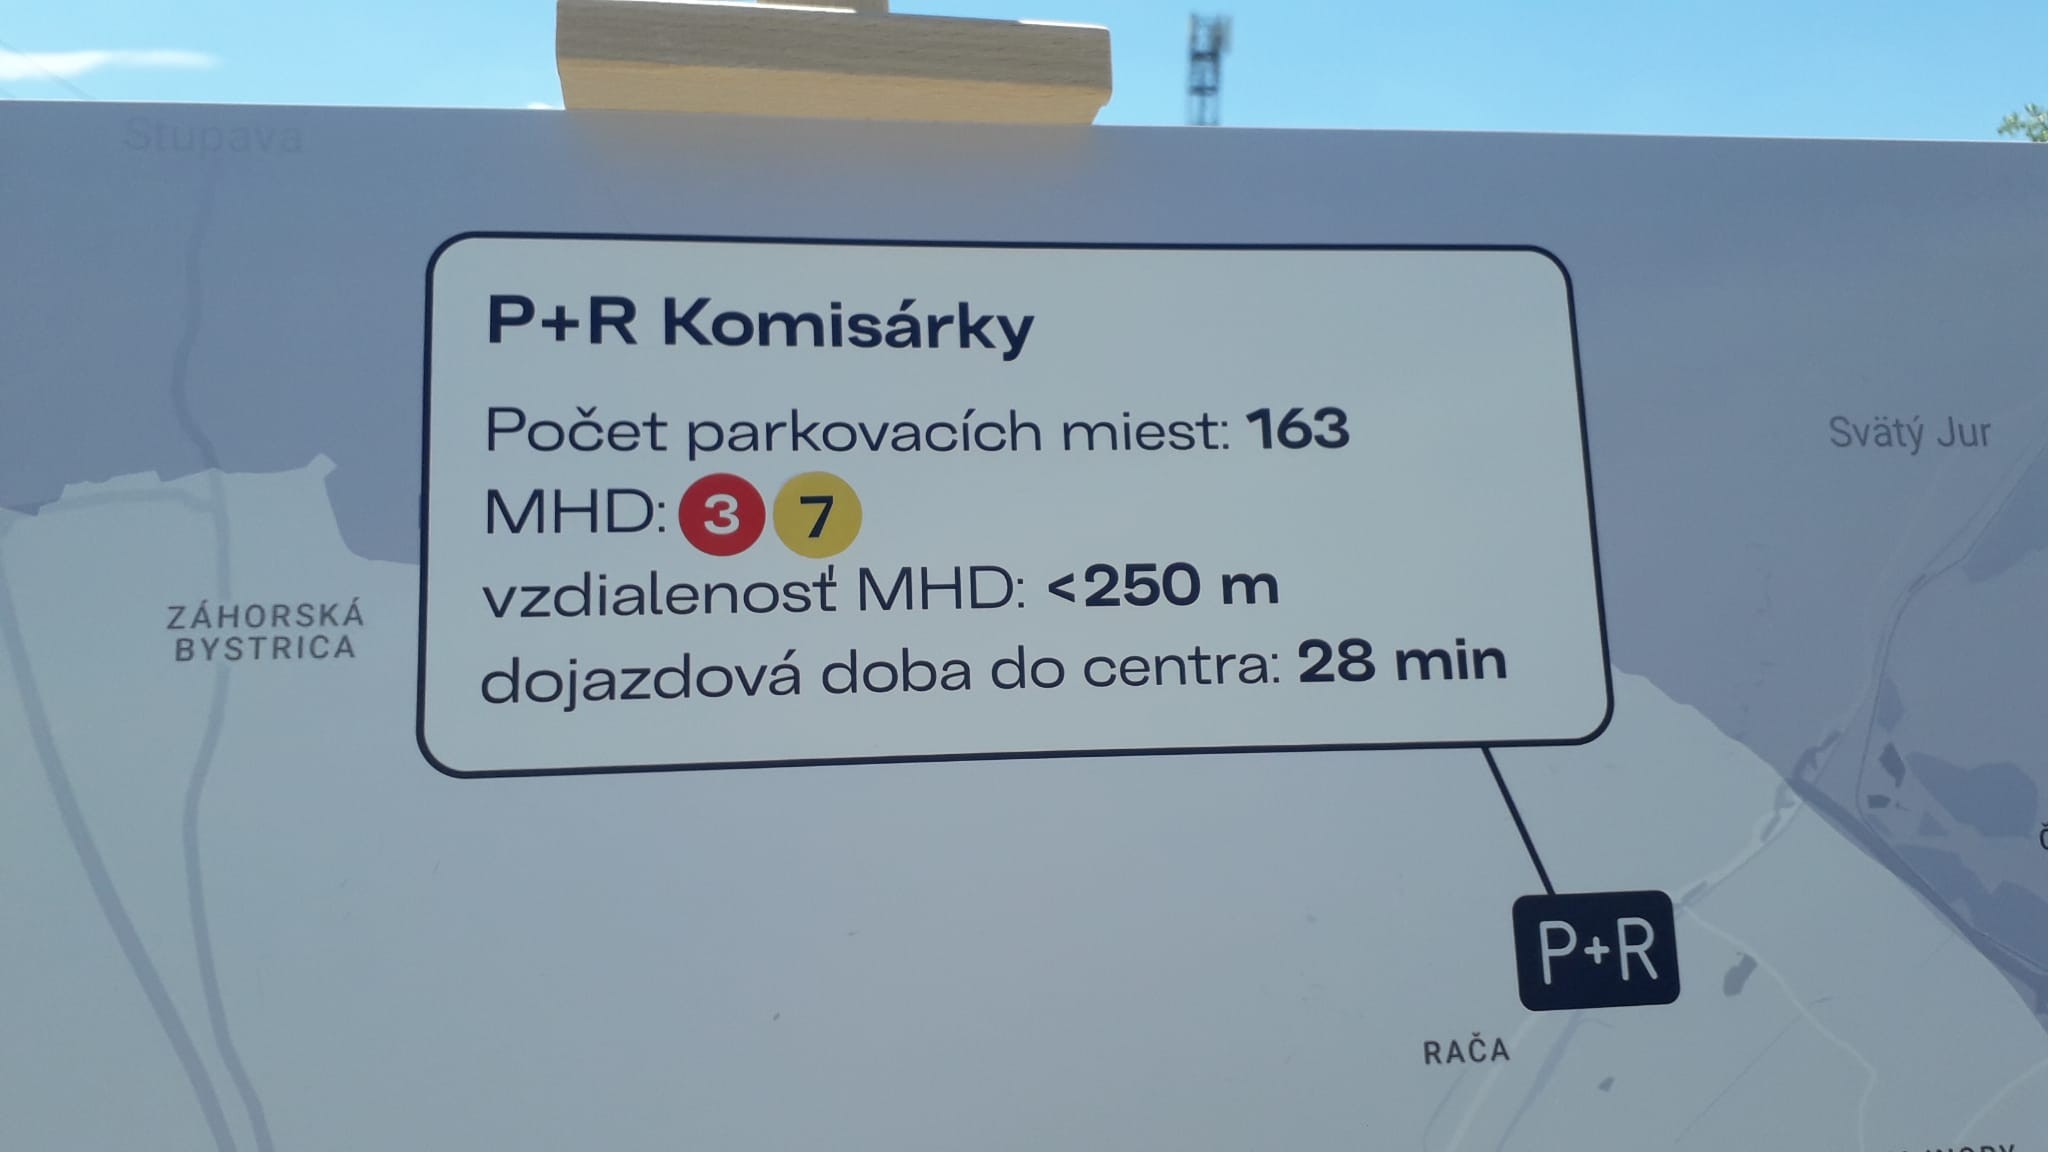 Stupava
P+R Komisárky
Počet parkovacích miest: 163
MHD: 3 7
vzdialenosť MHD: <250 m
dojazdová doba do centra: 28 min
Svätý Jur
ZÁHORSKÁ
BYSTRICA
P+R
RAČA